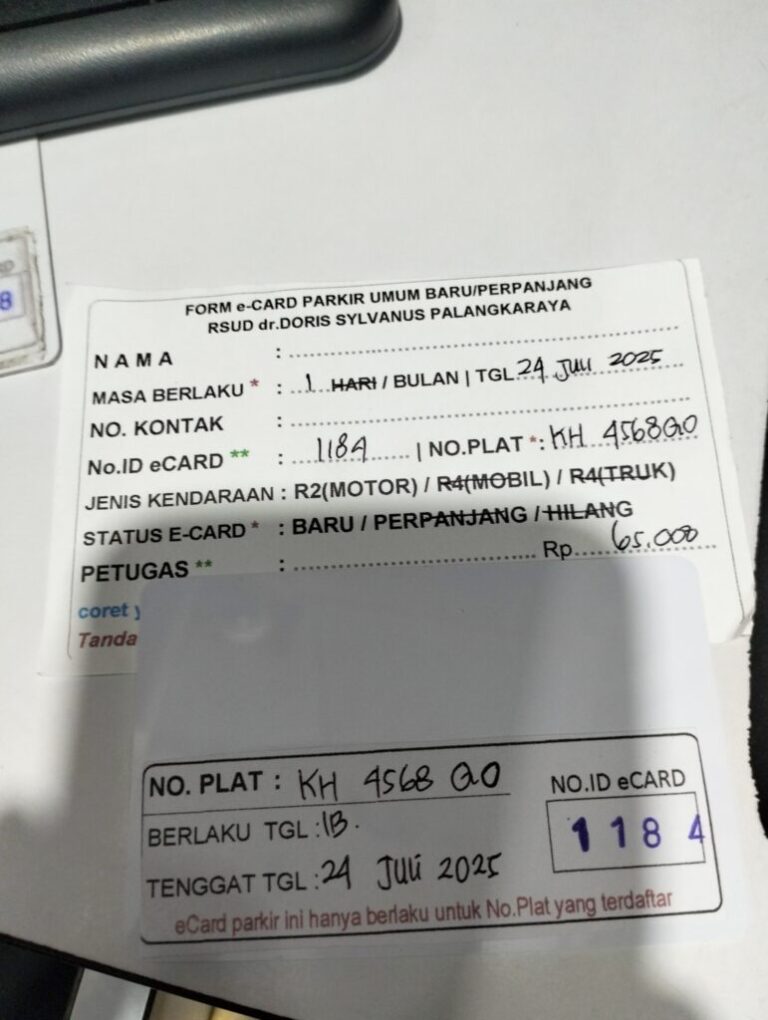 FORM e-CARD PARKIR UMUM BARU/PERPANJANG
RSUD dr.DORIS SYLVANUS PALANGKARAYA
NAMA : ....................
MASA BERLAKU * : 1 HARI / BULAN | TGL. 24 JULI 2025
NO. KONTAK : ....................
No.ID eCARD ** : 1184 | NO.PLAT *: KH 4568 QO
JENIS KENDARAAN : R2(MOTOR) / R4(MOBIL) / R4(TRUK)
STATUS E-CARD * : BARU / PERPANJANG / HILANG
PETUGAS ** : .................... Rp. 65.000
coret
Tanda
NO. PLAT : KH 4568 QO
NO.ID eCARD
1184
BERLAKU TGL : 1B.
TENGGAT TGL : 24 JULI 2025
eCard parkir ini hanya berlaku untuk No.Plat yang terdaftar
8